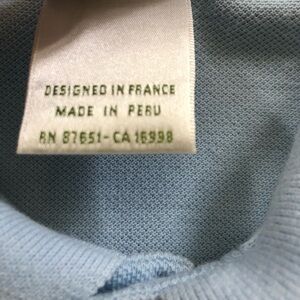 DESIGNED IN FRANCE
MADE IN PERU
RN 87651-CA 16998